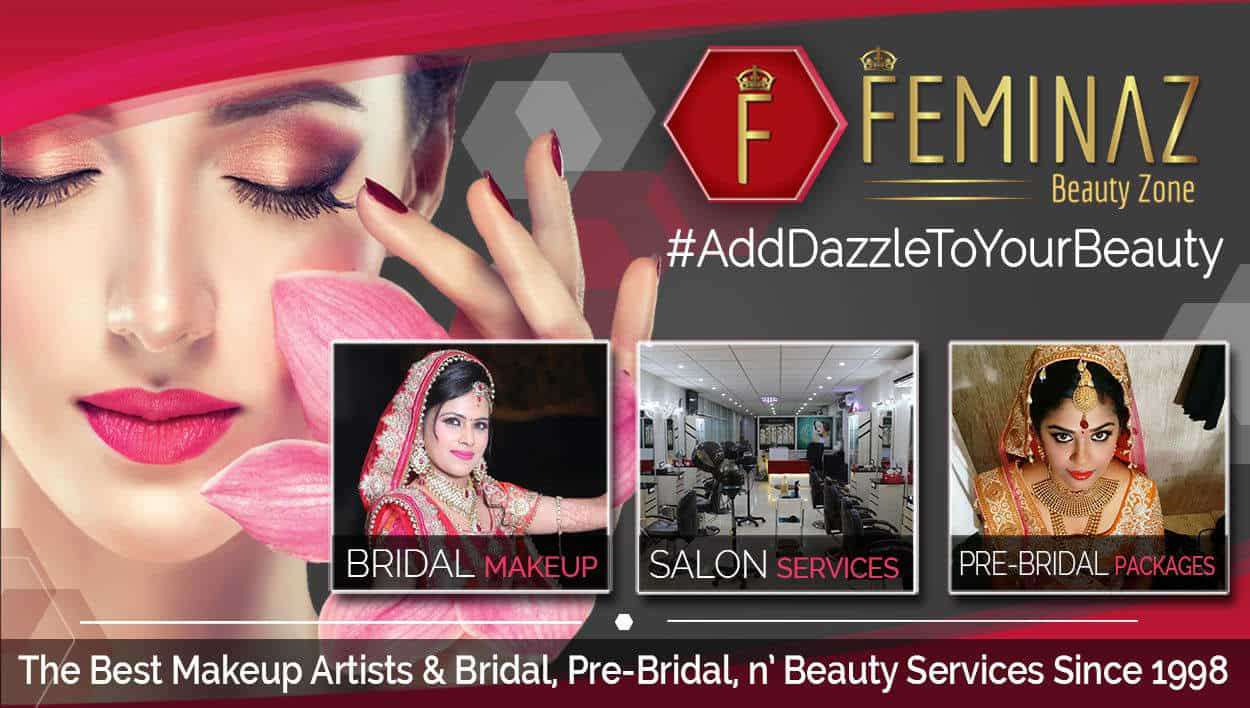 F
FEMINAZ
Beauty Zone
#AddDazzleToYourBeauty
BRIDAL MAKEUP
SALON SERVICES
PRE-BRIDAL PACKAGES
The Best Makeup Artists & Bridal, Pre-Bridal, n’ Beauty Services Since 1998